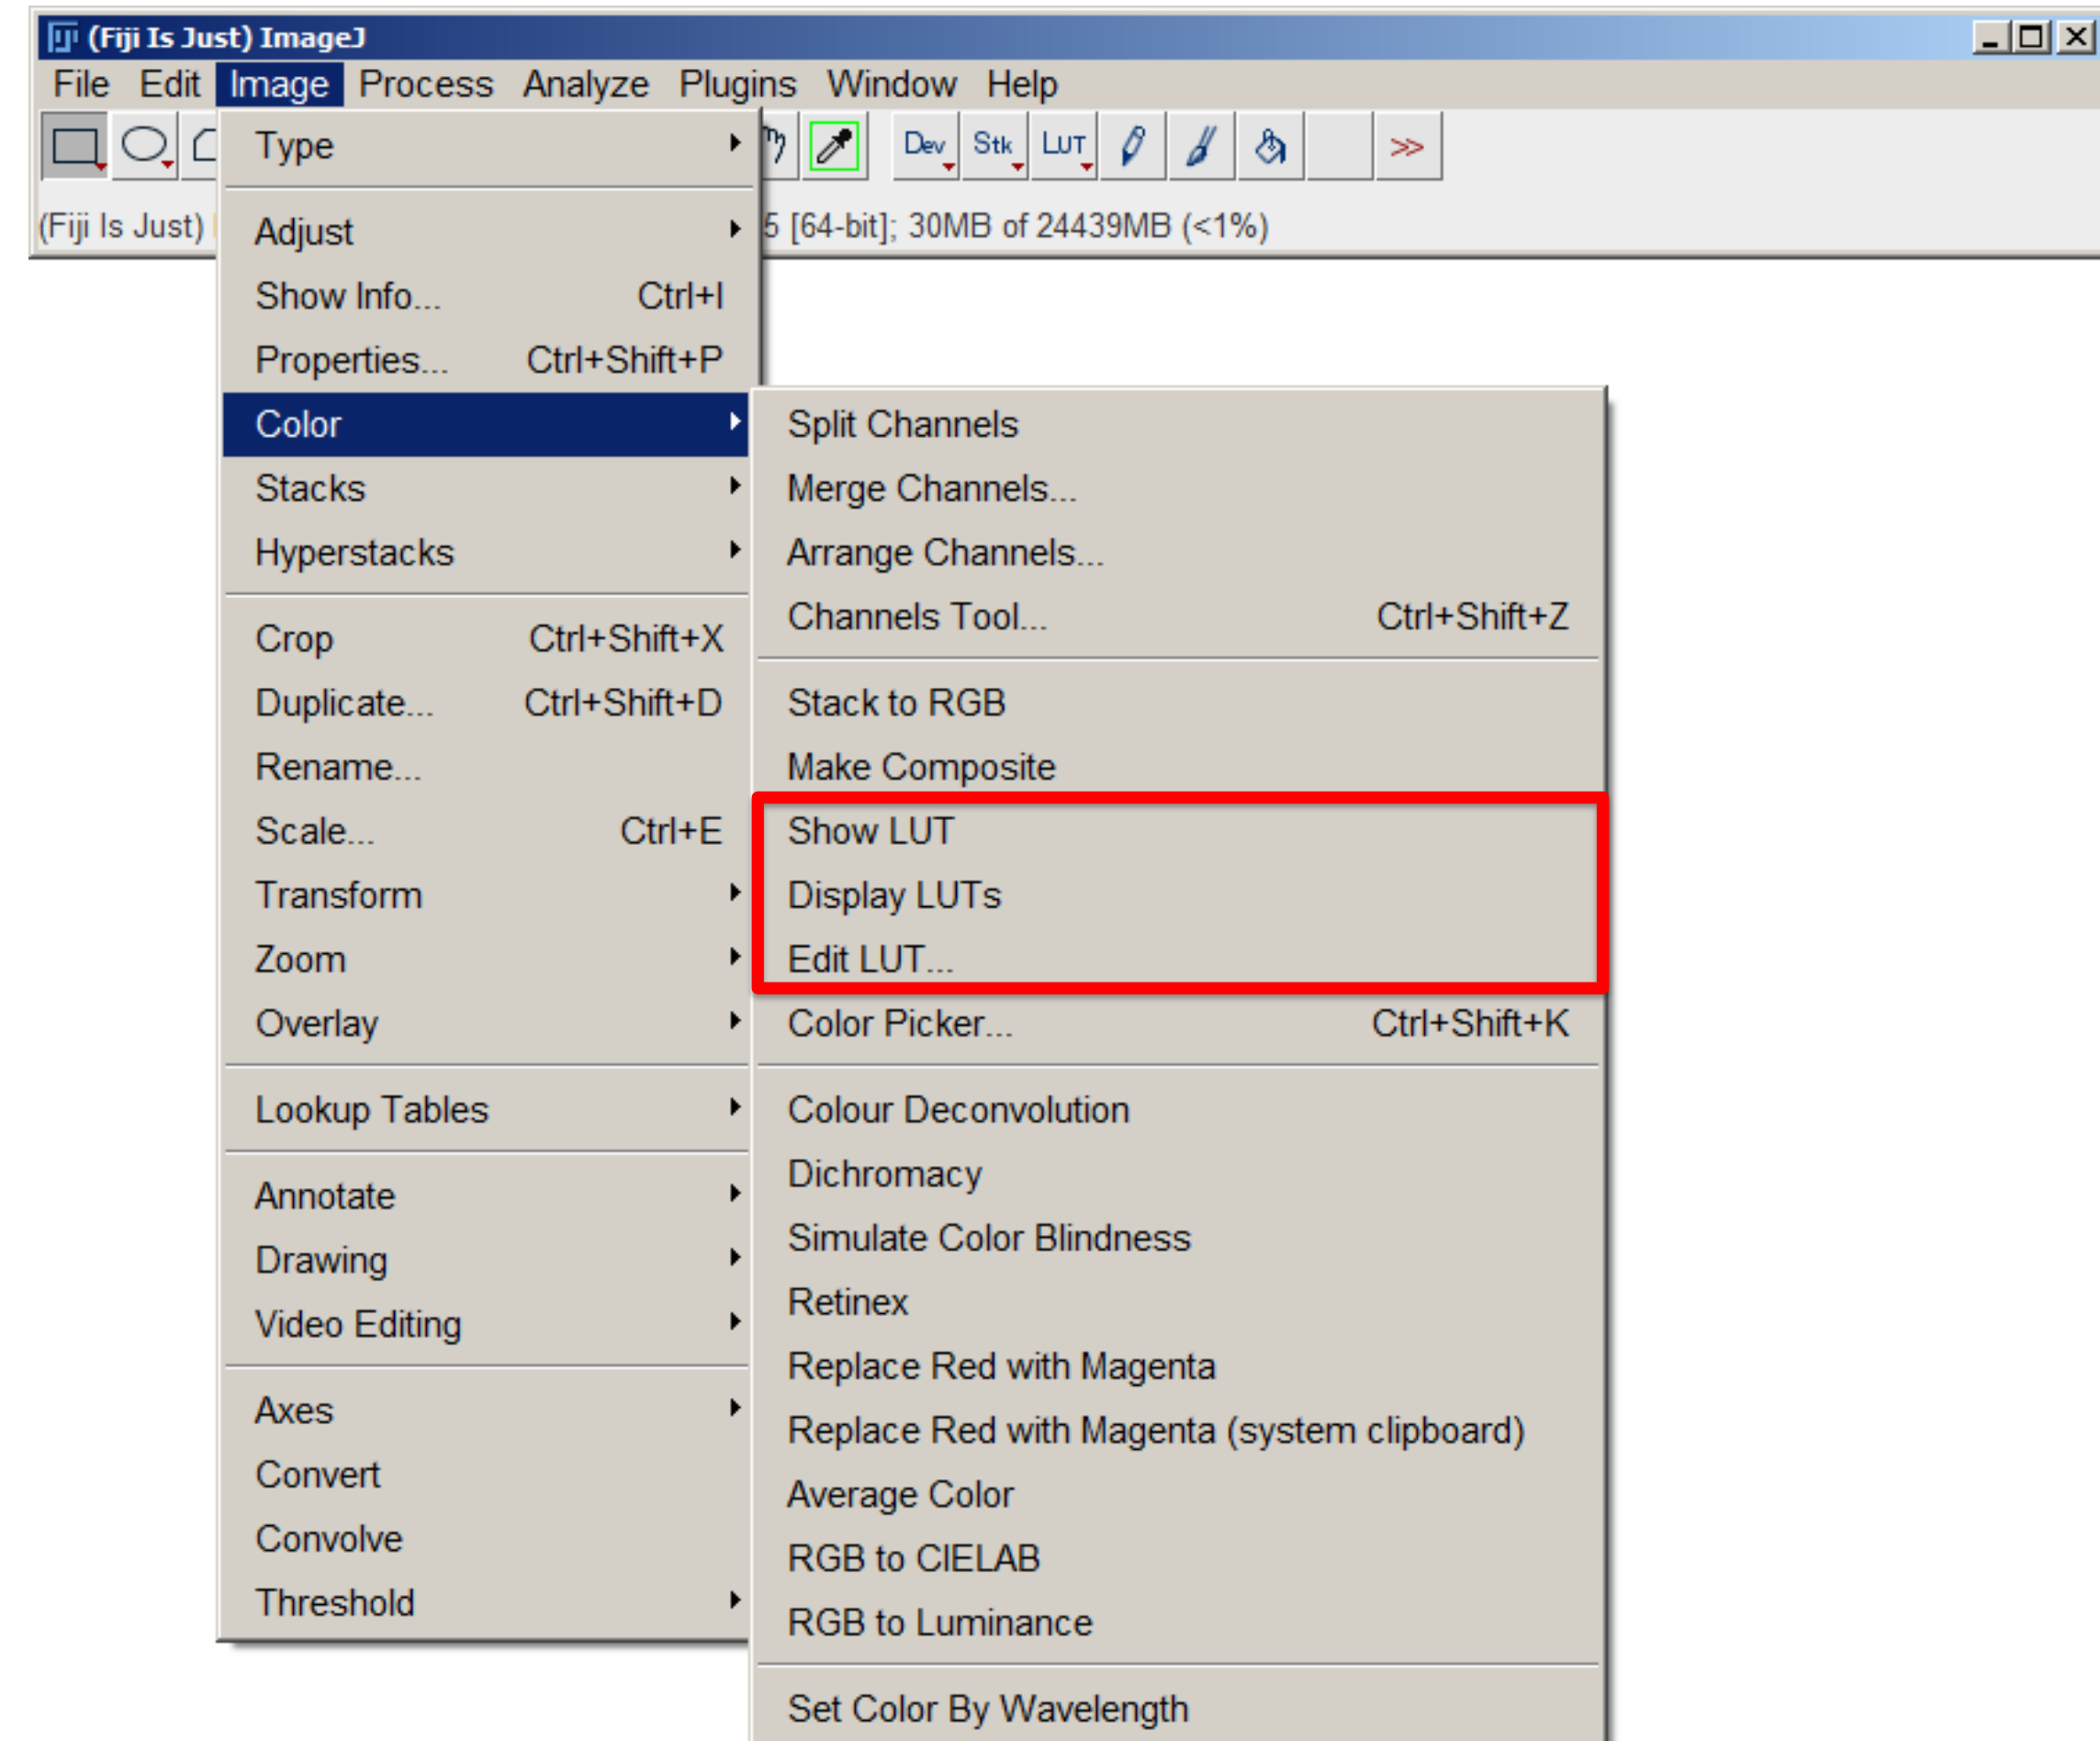 (Fiji Is Just) ImageJ
File Edit Image Process Analyze Plugins Window Help
Dev Stk LUT >>
(Fiji Is Just) 5 [64-bit]; 30MB of 24439MB (<1%)
Type
Adjust
Show Info... Ctrl+I
Properties... Ctrl+Shift+P
Color
Stacks
Hyperstacks
Crop Ctrl+Shift+X
Duplicate... Ctrl+Shift+D
Rename...
Scale... Ctrl+E
Transform
Zoom
Overlay
Lookup Tables
Annotate
Drawing
Video Editing
Axes
Convert
Convolve
Threshold
Split Channels
Merge Channels...
Arrange Channels...
Channels Tool... Ctrl+Shift+Z
Stack to RGB
Make Composite
Show LUT
Display LUTs
Edit LUT...
Color Picker... Ctrl+Shift+K
Colour Deconvolution
Dichromacy
Simulate Color Blindness
Retinex
Replace Red with Magenta
Replace Red with Magenta (system clipboard)
Average Color
RGB to CIELAB
RGB to Luminance
Set Color By Wavelength